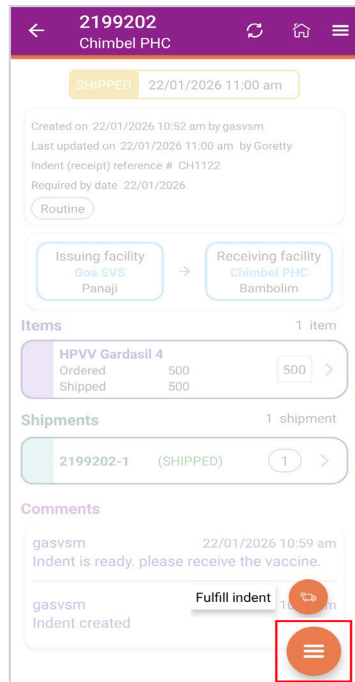 2199202
Chimbel PHC
SHIPPED 22/01/2026 11:00 am
Created on 22/01/2026 10:52 am by gasvsm
Last updated on 22/01/2026 11:00 am by Goretty
Indent (receipt) reference # CH1122
Required by date 22/01/2026
Routine
Issuing facility
Goa SVS
Panaji
Receiving facility
Chimbel PHC
Bambolim
Items 1 item
HPVV Gardasil 4
Ordered 500
Shipped 500
500
Shipments 1 shipment
2199202-1 (SHIPPED) 1
Comments
gasvsm 22/01/2026 10:59 am
Indent is ready. please receive the vaccine.
Fulfill indent
gasvsm
Indent created